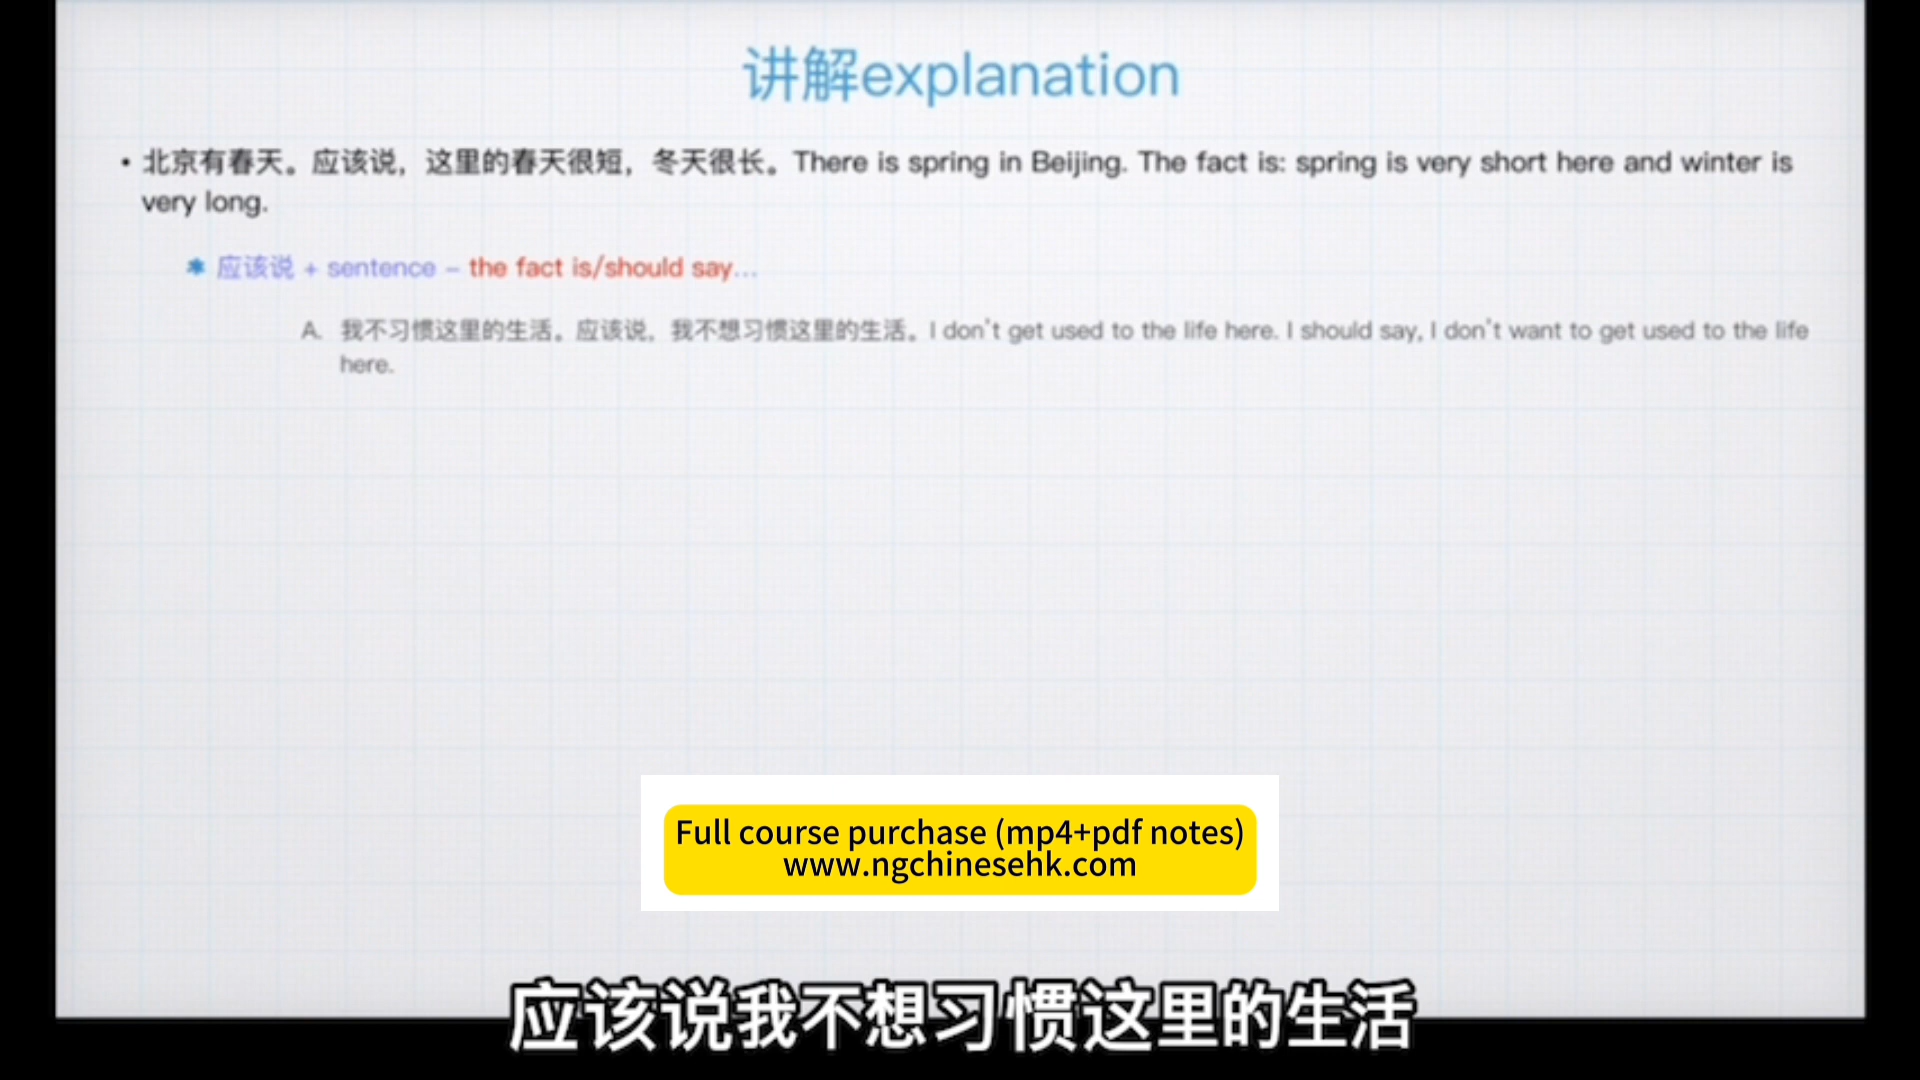 讲解explanation
• 北京有春天。应该说，这里的春天很短，冬天很长。There is spring in Beijing. The fact is: spring is very short here and winter is
very long.
✱ 应该说 + sentence – the fact is/should say...
A. 我不习惯这里的生活。应该说，我不想习惯这里的生活。I don't get used to the life here. I should say, I don't want to get used to the life
here.
Full course purchase (mp4+pdf notes)
www.ngchinesehk.com
应该说我不想习惯这里的生活